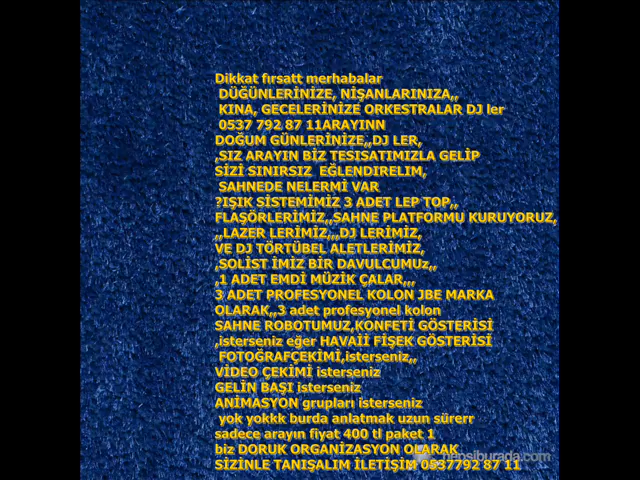 Dikkat fırsatt merhabalar
DÜĞÜNLERİNİZE, NİŞANLARINIZA,,
KINA, GECELERİNİZE ORKESTRALAR DJ ler
0537 792 87 11ARAYINN
DOĞUM GÜNLERİNİZE,,DJ LER,
,SIZ ARAYIN BİZ TESISATIMIZLA GELİP
SİZİ SINIRSIZ EĞLENDIRELIM,
SAHNEDE NELERMİ VAR
?IŞIK SİSTEMİMİZ 3 ADET LEP TOP,,
FLAŞÖRLERİMİZ,,SAHNE PLATFORMU KURUYORUZ,
,,LAZER LERİMİZ,,,DJ LERİMİZ,
VE DJ TÖRTÜBEL ALETLERİMİZ,
,SOLİST İMİZ BİR DAVULCUMUz,,
,1 ADET EMDİ MÜZİK ÇALAR,,,
3 ADET PROFESYONEL KOLON JBE MARKA
OLARAK,,3 adet profesyonel kolon
SAHNE ROBOTUMUZ,KONFETİ GÖSTERİSİ
,isterseniz eğer HAVAİİ FİŞEK GÖSTERİSİ
FOTOĞRAFÇEKİMİ,isterseniz,,
VİDEO ÇEKİMİ isterseniz
GELİN BAŞI isterseniz
ANİMASYON grupları isterseniz
yok yokkk burda anlatmak uzun sürerr
sadece arayın fiyat 400 tl paket 1
biz DORUK ORGANİZASYON OLARAK
hepsiburada.com
SİZİNLE TANIŞALIM İLETİŞİM 0537792 87 11